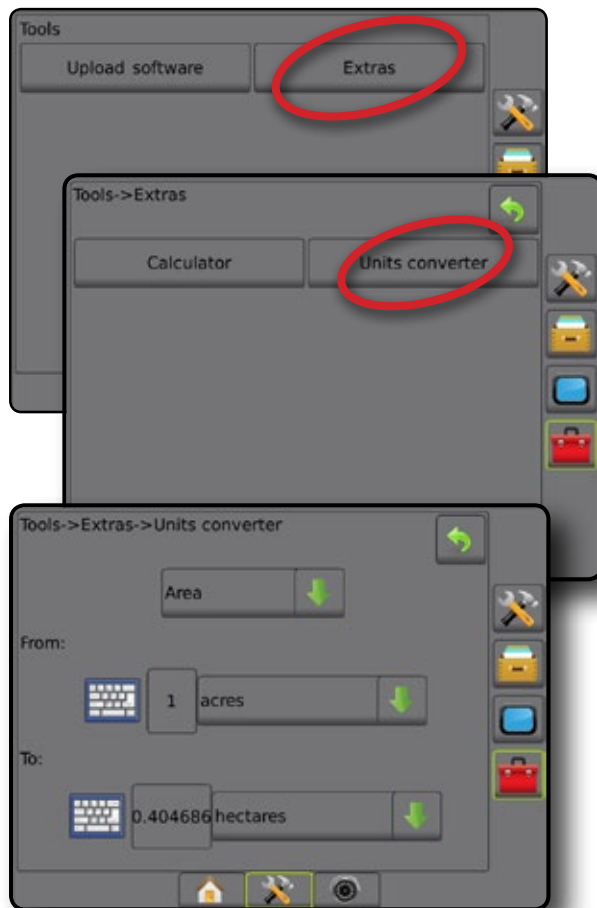 Tools
Upload software Extras
Tools->Extras
Calculator Units converter
Tools->Extras->Units converter
Area
From:
1 acres
To:
0.404686 hectares